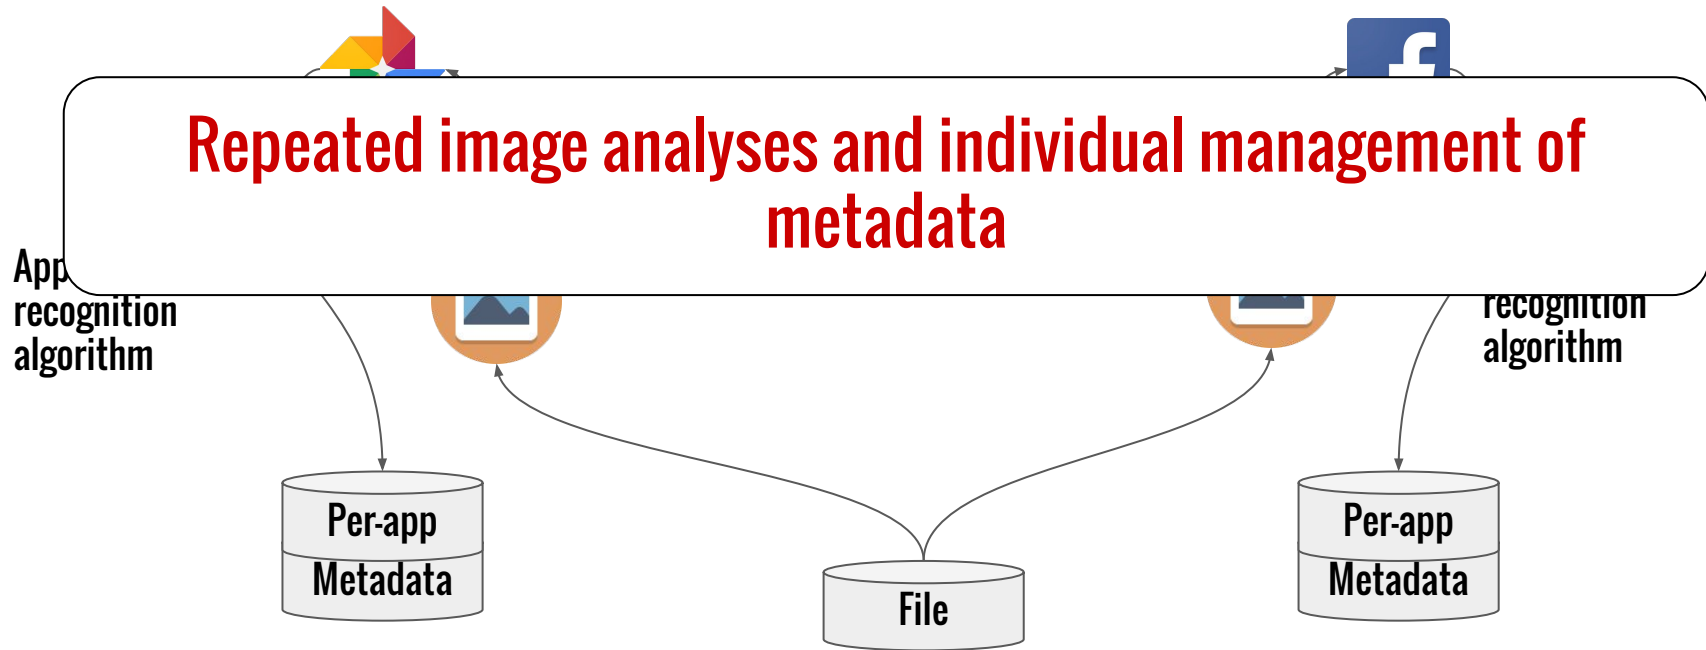 Repeated image analyses and individual management of
metadata
App
recognition
algorithm
recognition
algorithm
Per-app
Metadata
File
Per-app
Metadata